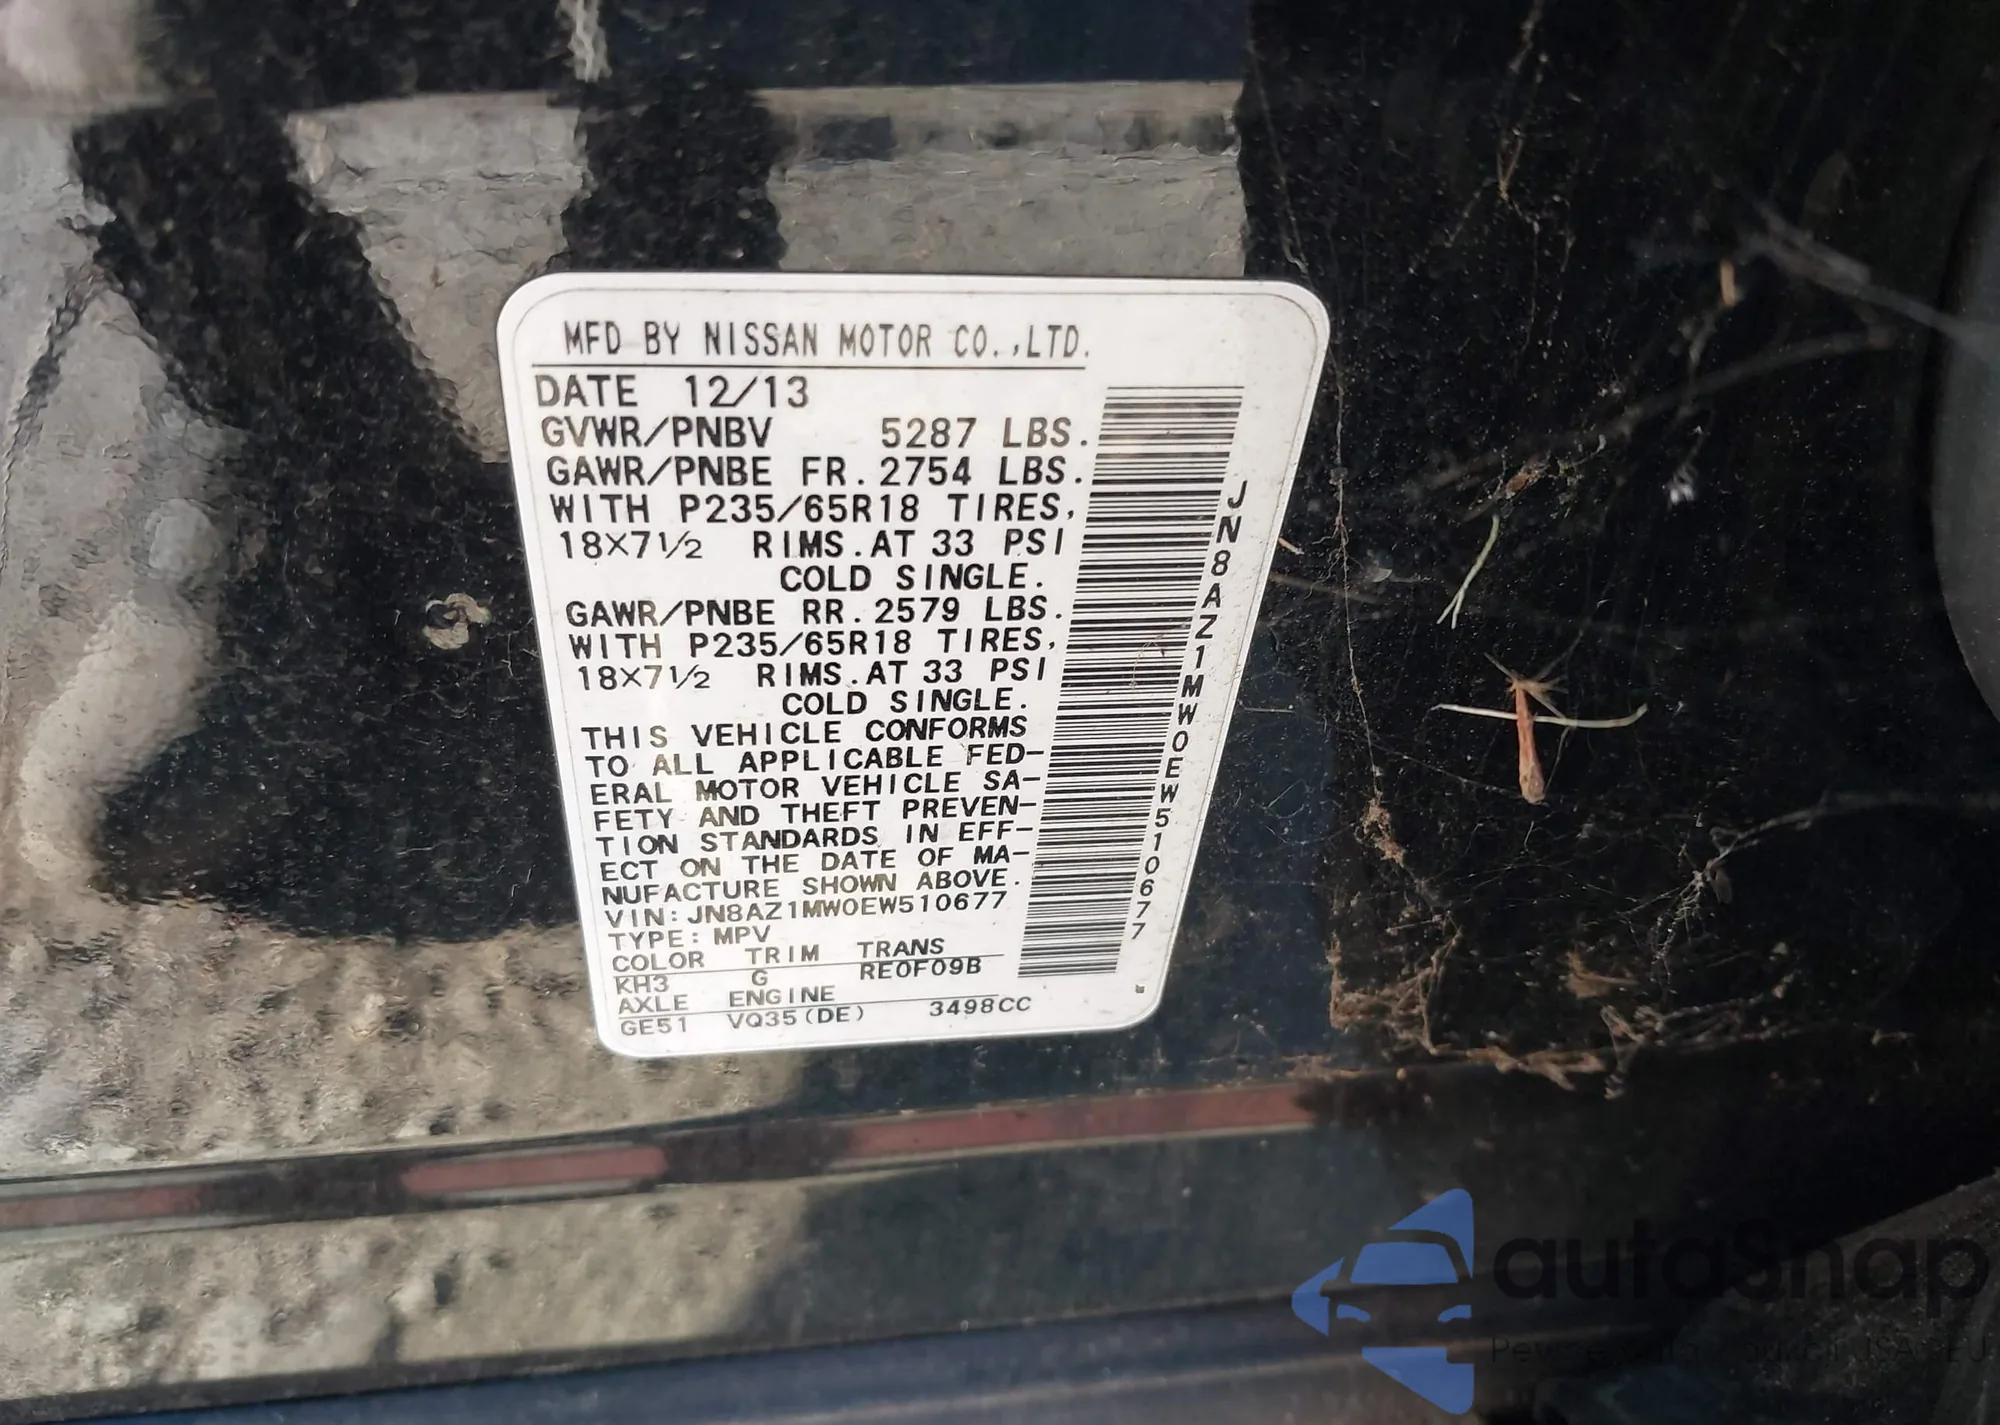 MFD BY NISSAN MOTOR CO.,LTD.
DATE 12/13
GVWR/PNBV 5287 LBS.
GAWR/PNBE FR. 2754 LBS.
WITH P235/65R18 TIRES,
18×7½ RIMS. AT 33 PSI
COLD SINGLE.
GAWR/PNBE RR. 2579 LBS.
WITH P235/65R18 TIRES,
18×7½ RIMS. AT 33 PSI
COLD SINGLE.
THIS VEHICLE CONFORMS
TO ALL APPLICABLE FED-
ERAL MOTOR VEHICLE SA-
FETY AND THEFT PREVEN-
TION STANDARDS IN EFF-
ECT ON THE DATE OF MA-
NUFACTURE SHOWN ABOVE.
VIN: JN8AZ1MW0EW510677
TYPE: MPV
COLOR TRIM TRANS
KH3 G RE0F09B
AXLE ENGINE
GE51 VQ35(DE) 3498CC
JN8AZ1MW0EW510677
autoSnap